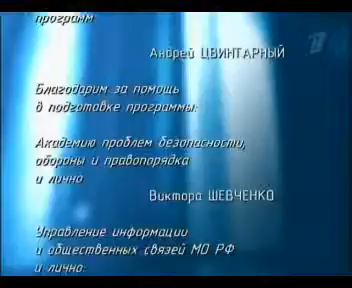 программ
Андрей ЦВИНТАРНЫЙ
Благодарим за помощь
в подготовке программы:
Академию проблем безопасности,
обороны и правопорядка
и лично
Виктора ШЕВЧЕНКО
Управление информации
и общественных связей МО РФ
и лично: